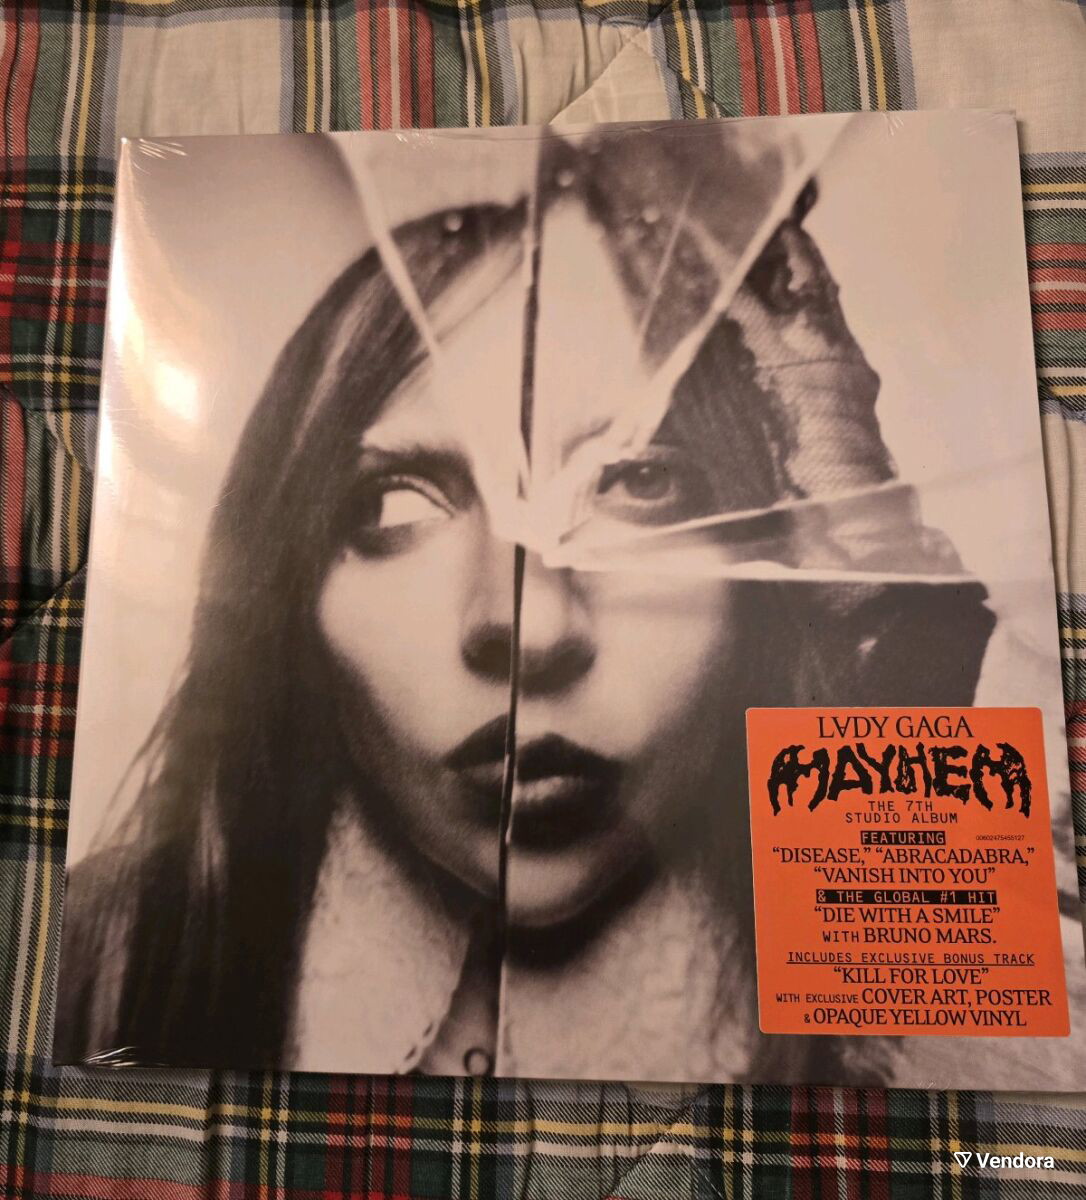 LVDY GAGA
MAYHEM
THE 7TH
STUDIO ALBUM
FEATURING
00602475455127
“DISEASE,” “ABRACADABRA,”
“VANISH INTO YOU”
& THE GLOBAL #1 HIT
“DIE WITH A SMILE”
WITH BRUNO MARS.
INCLUDES EXCLUSIVE BONUS TRACK
“KILL FOR LOVE”
WITH EXCLUSIVE COVER ART, POSTER
& OPAQUE YELLOW VINYL
Vendora